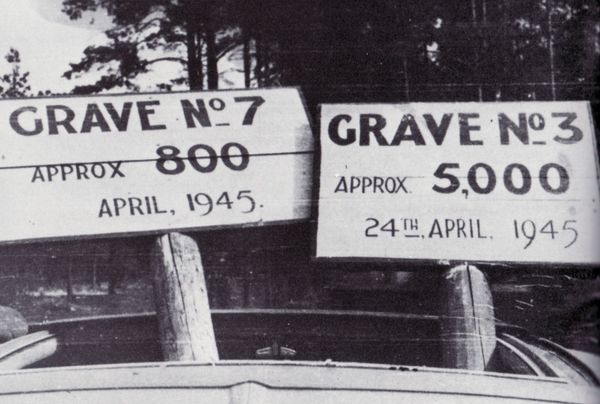 GRAVE Nº 7
APPROX 800
APRIL, 1945.
GRAVE Nº 3
APPROX. 5,000
24TH. APRIL. 1945